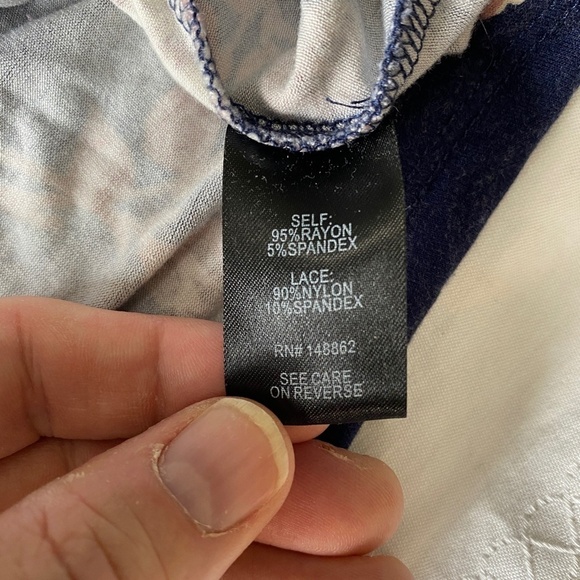 SELF:
95%RAYON
5%SPANDEX
LACE:
90%NYLON
10%SPANDEX
RN# 148862
SEE CARE
ON REVERSE